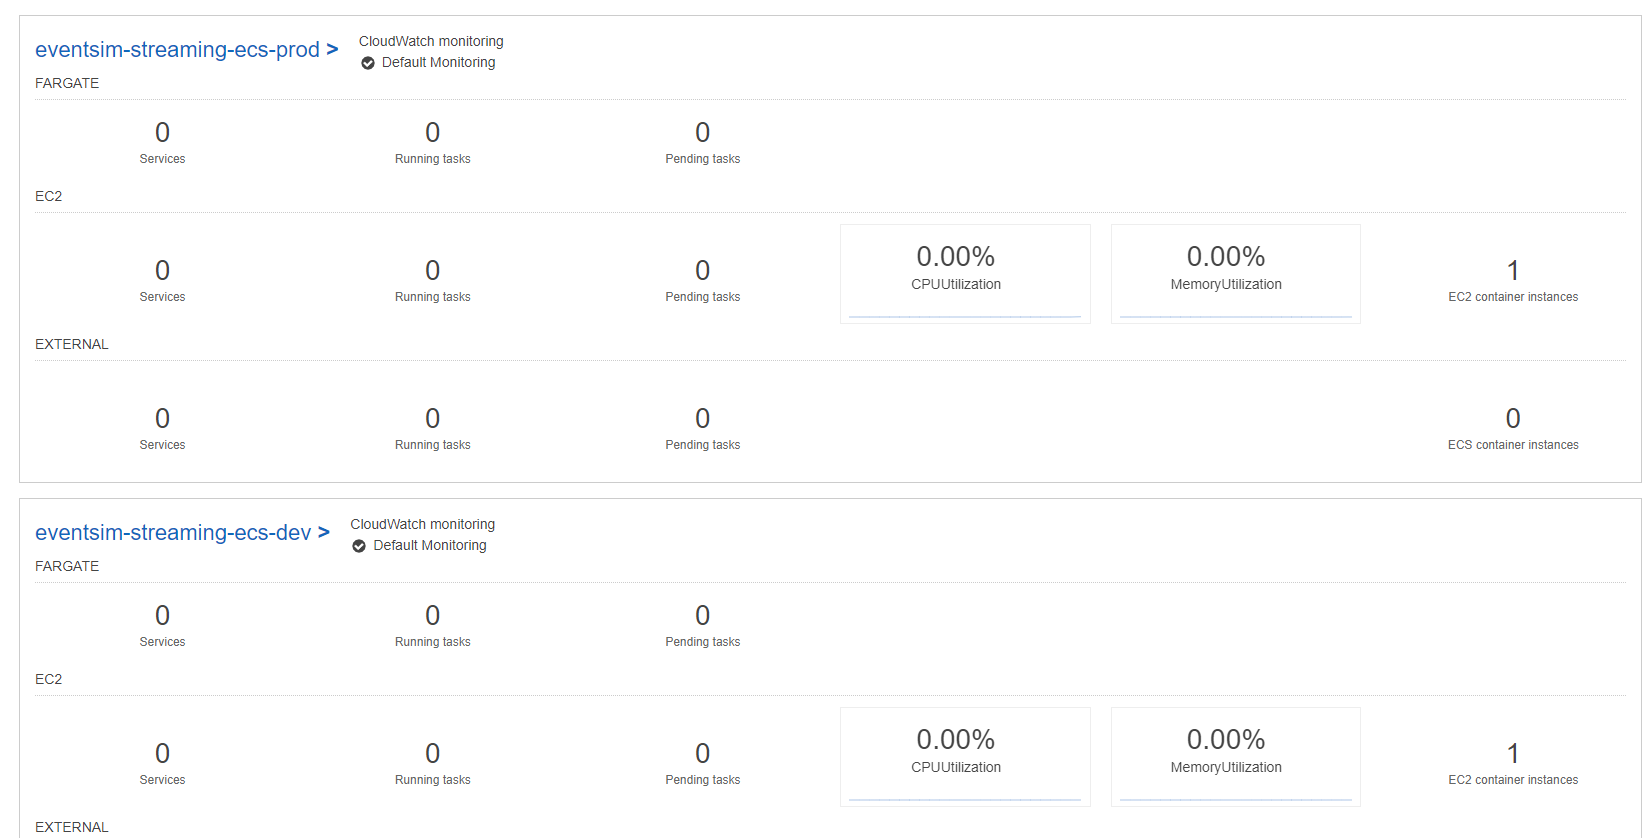 eventsim-streaming-ecs-prod >
CloudWatch monitoring
Default Monitoring
FARGATE
0 0 0
Services Running tasks Pending tasks
EC2
0 0 0 0.00% 0.00% 1
Services Running tasks Pending tasks CPUUtilization MemoryUtilization EC2 container instances
EXTERNAL
0 0 0 0
Services Running tasks Pending tasks ECS container instances
eventsim-streaming-ecs-dev >
CloudWatch monitoring
Default Monitoring
FARGATE
0 0 0
Services Running tasks Pending tasks
EC2
0 0 0 0.00% 0.00% 1
Services Running tasks Pending tasks CPUUtilization MemoryUtilization EC2 container instances
EXTERNAL